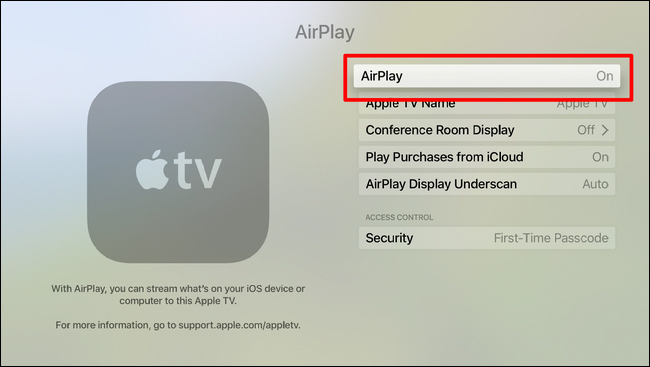 AirPlay
AirPlay On
Apple TV Name Apple TV
Conference Room Display Off >
Play Purchases from iCloud On
AirPlay Display Underscan Auto
ACCESS CONTROL
Security First-Time Passcode
tv
With AirPlay, you can stream what's on your iOS device or
computer to this Apple TV.
For more information, go to support.apple.com/appletv.